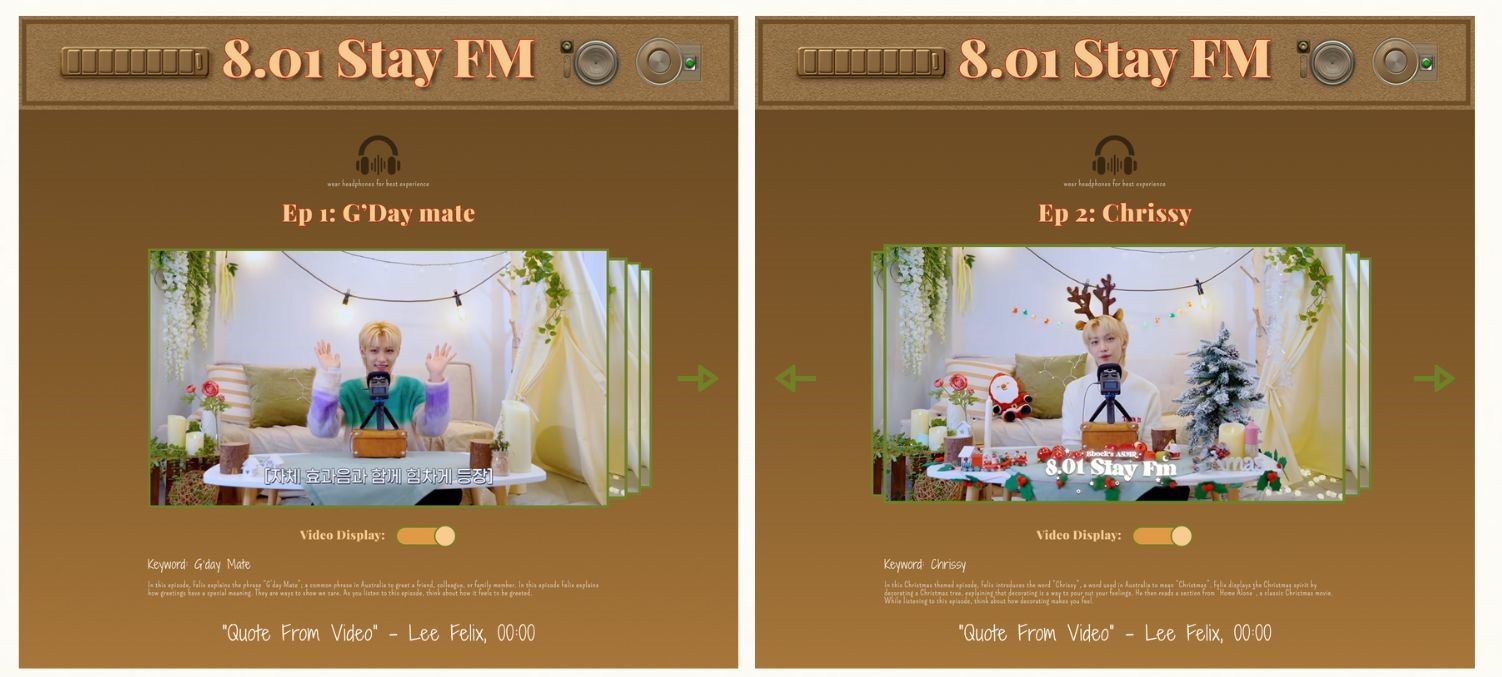 8.01 Stay FM
wear headphones for best experience
Ep 1: G'Day mate
[자체 효과음과 함께 힘차게 등장]
Video Display:
Keyword: G'day Mate
In this episode, Felix explains the phrase "G'day Mate"; a common phrase in Australia to greet a friend, colleague, or family member. In this episode Felix explains
how greetings have a special meaning. They are ways to show we care. As you listen to this episode, think about how it feels to be greeted.
"Quote From Video" - Lee Felix, 00:00
8.01 Stay FM
wear headphones for best experience
Ep 2: Chrissy
Bbock's ASMR
8.01 Stay Fm
Video Display:
Keyword: Chrissy
In this Christmas themed episode, Felix introduces the word "Chrissy", a word used in Australia to mean "Christmas". Felix displays the Christmas spirit by
decorating a Christmas tree, explaining that decorating is a way to pour out your feelings. He then reads a section from "Home Alone", a classic Christmas movie.
While listening to this episode, think about how decorating makes you feel.
"Quote From Video" - Lee Felix, 00:00